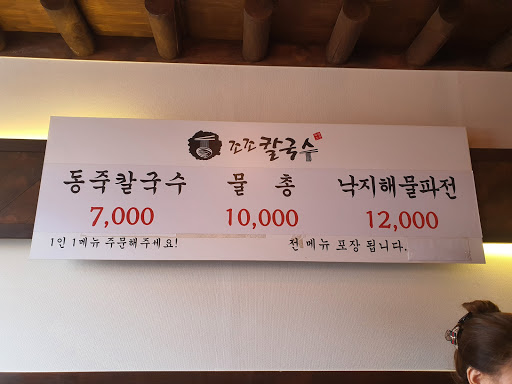 조조칼국수
동죽칼국수 물총 낙지해물파전
7,000 10,000 12,000
1인 1메뉴 주문해주세요! 전 메뉴 포장 됩니다.